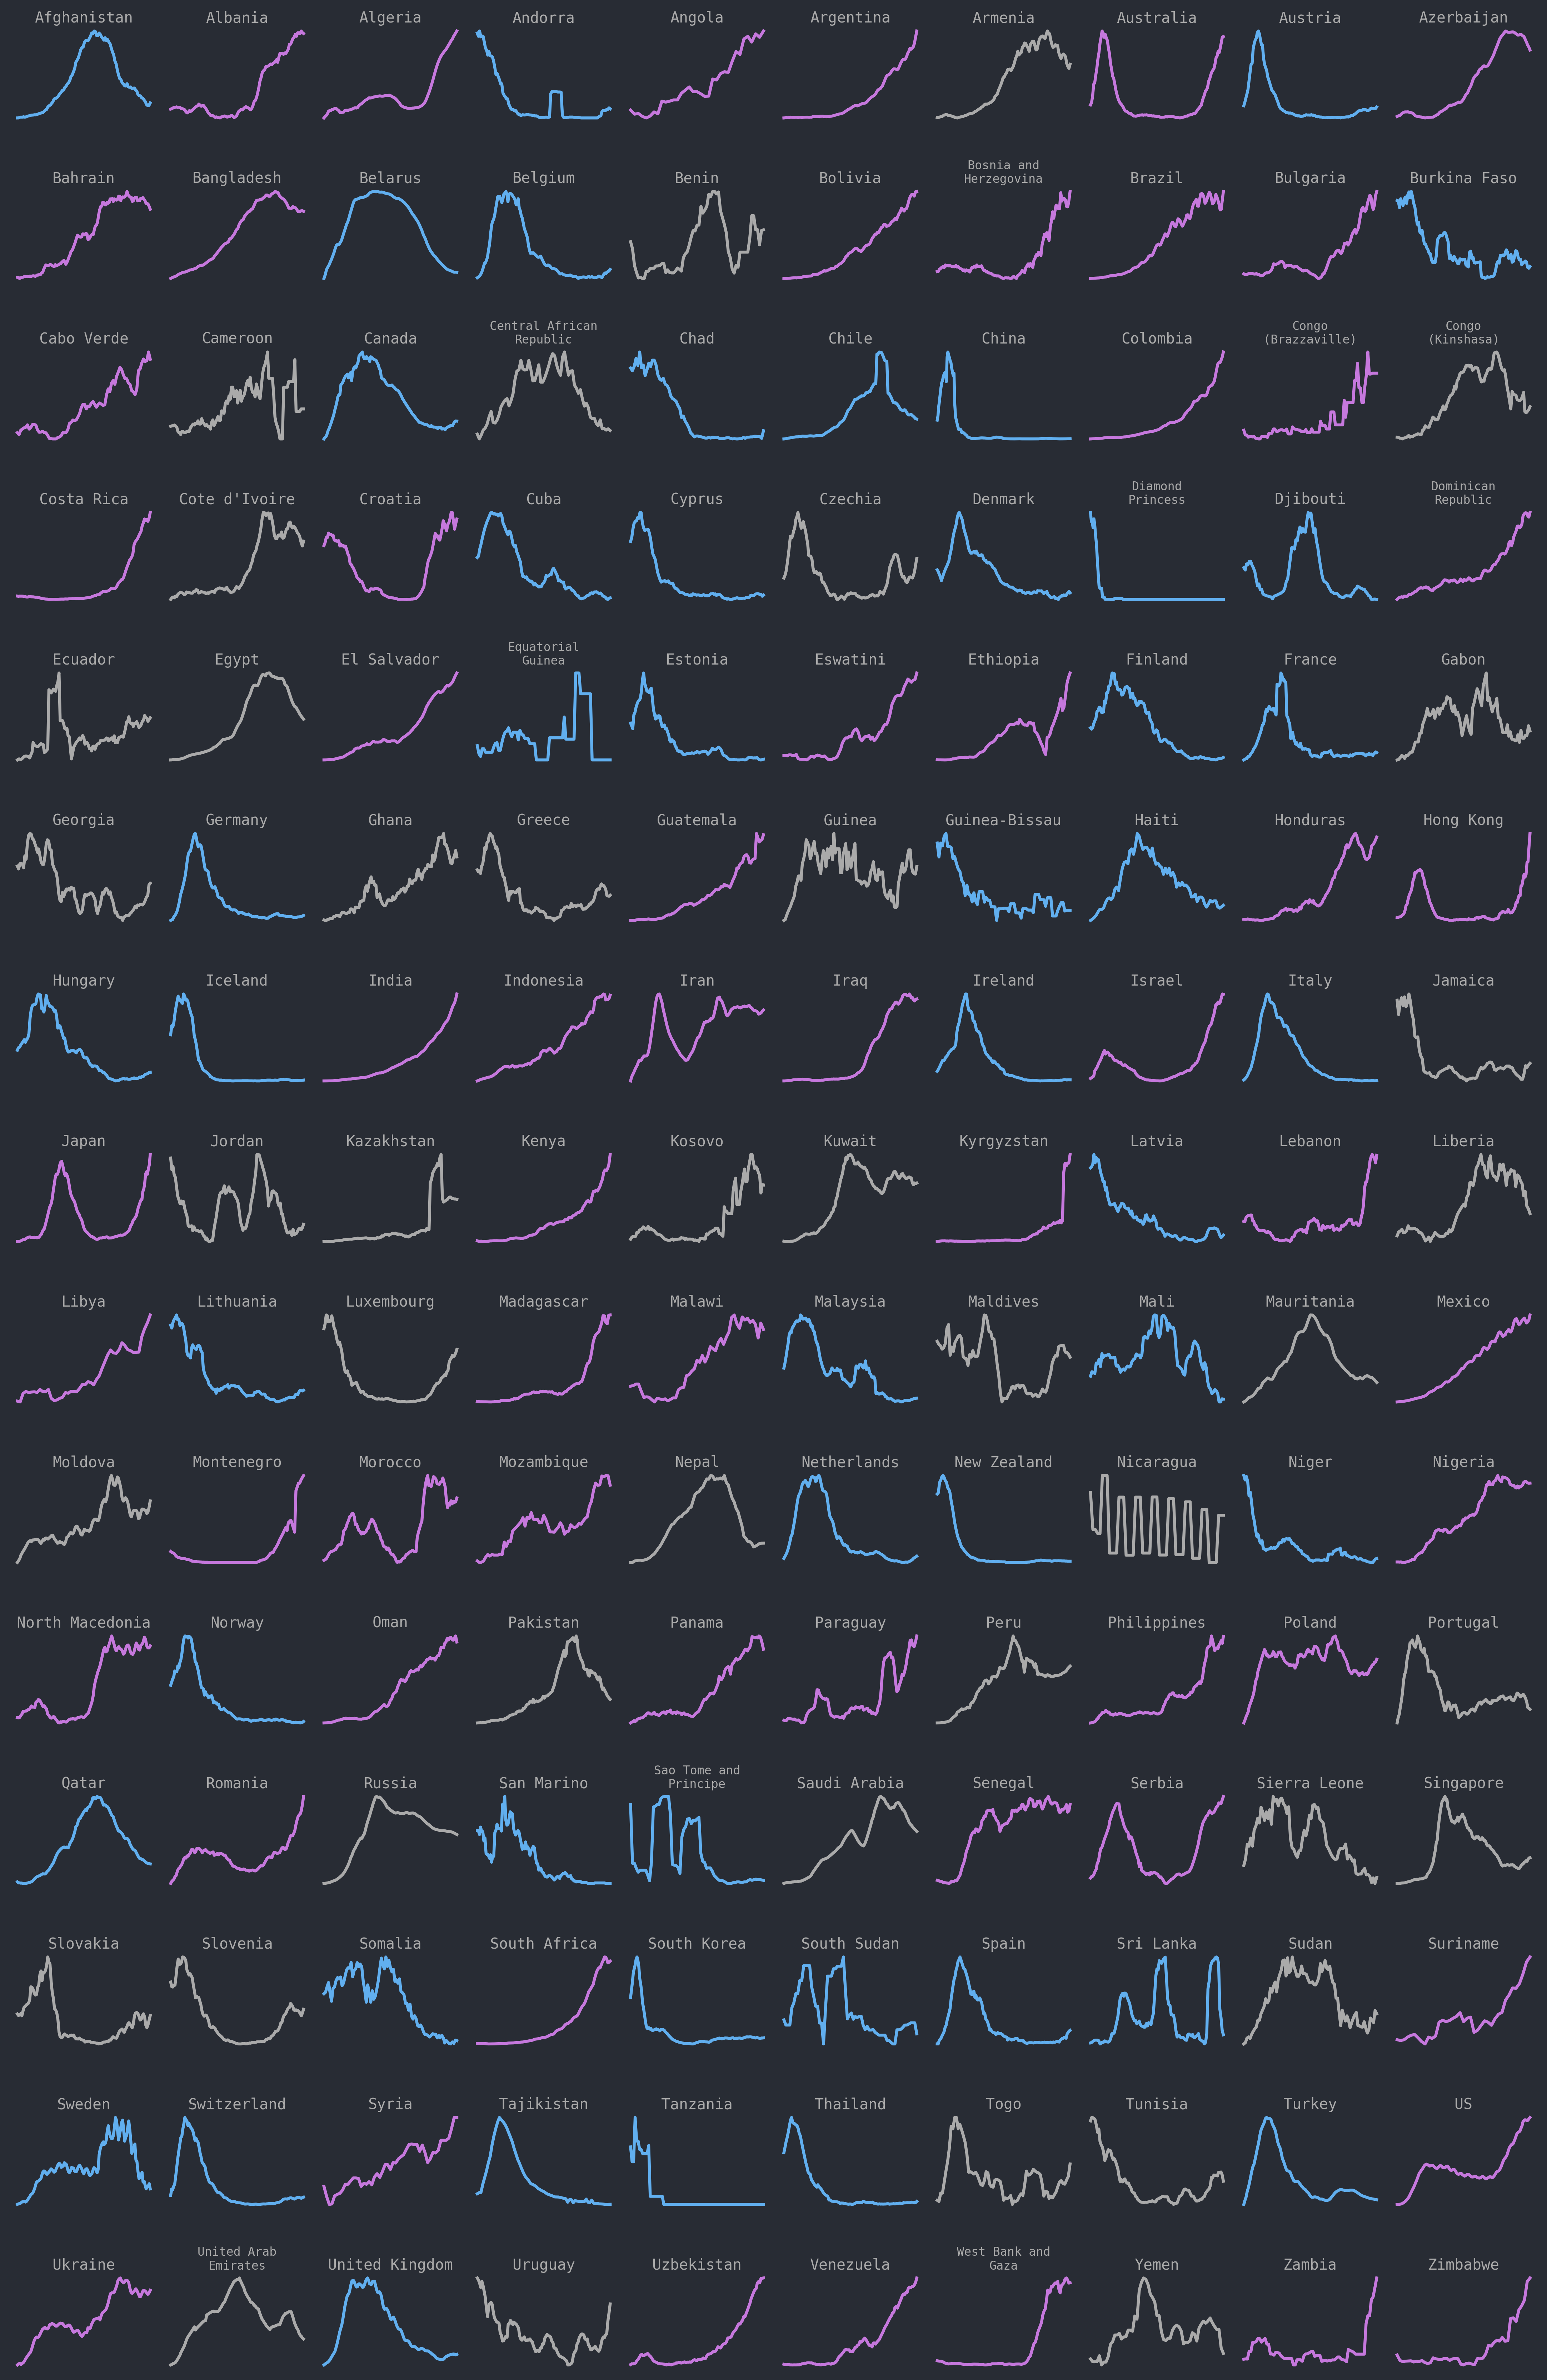 Afghanistan
Albania
Algeria
Andorra
Angola
Argentina
Armenia
Australia
Austria
Azerbaijan
Bahrain
Bangladesh
Belarus
Belgium
Benin
Bolivia
Bosnia and
Herzegovina
Brazil
Bulgaria
Burkina Faso
Cabo Verde
Cameroon
Canada
Central African
Republic
Chad
Chile
China
Colombia
Congo
(Brazzaville)
Congo
(Kinshasa)
Costa Rica
Cote d'Ivoire
Croatia
Cuba
Cyprus
Czechia
Denmark
Diamond
Princess
Djibouti
Dominican
Republic
Ecuador
Egypt
El Salvador
Equatorial
Guinea
Estonia
Eswatini
Ethiopia
Finland
France
Gabon
Georgia
Germany
Ghana
Greece
Guatemala
Guinea
Guinea-Bissau
Haiti
Honduras
Hong Kong
Hungary
Iceland
India
Indonesia
Iran
Iraq
Ireland
Israel
Italy
Jamaica
Japan
Jordan
Kazakhstan
Kenya
Kosovo
Kuwait
Kyrgyzstan
Latvia
Lebanon
Liberia
Libya
Lithuania
Luxembourg
Madagascar
Malawi
Malaysia
Maldives
Mali
Mauritania
Mexico
Moldova
Montenegro
Morocco
Mozambique
Nepal
Netherlands
New Zealand
Nicaragua
Niger
Nigeria
North Macedonia
Norway
Oman
Pakistan
Panama
Paraguay
Peru
Philippines
Poland
Portugal
Qatar
Romania
Russia
San Marino
Sao Tome and
Principe
Saudi Arabia
Senegal
Serbia
Sierra Leone
Singapore
Slovakia
Slovenia
Somalia
South Africa
South Korea
South Sudan
Spain
Sri Lanka
Sudan
Suriname
Sweden
Switzerland
Syria
Tajikistan
Tanzania
Thailand
Togo
Tunisia
Turkey
US
Ukraine
United Arab
Emirates
United Kingdom
Uruguay
Uzbekistan
Venezuela
West Bank and
Gaza
Yemen
Zambia
Zimbabwe